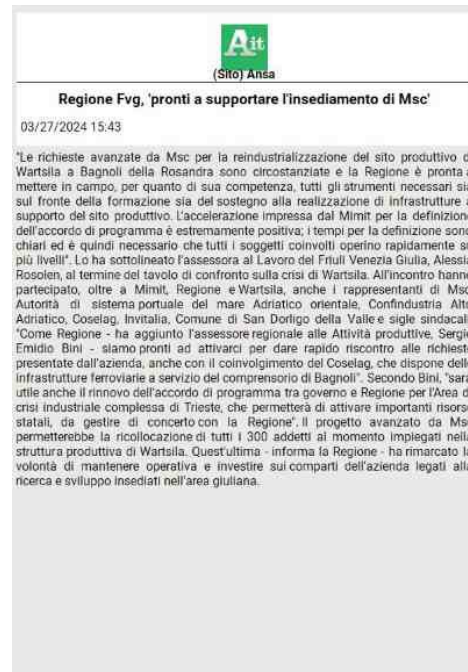 Ait
(Sito) Ansa
Regione Fvg, 'pronti a supportare l'insediamento di Msc'
03/27/2024 15:43
"Le richieste avanzate da Msc per la reindustrializzazione del sito produttivo d
Wartsila a Bagnoli della Rosandra sono circostanziate e la Regione è pronta a
mettere in campo, per quanto di sua competenza, tutti gli strumenti necessari sia
sul fronte della formazione sia del sostegno alla realizzazione di infrastrutture a
supporto del sito produttivo. L'accelerazione impressa dal Mimit per la definizione
dell'accordo di programma è estremamente positiva; i tempi per la definizione sono
chiari ed è quindi necessario che tutti i soggetti coinvolti operino rapidamente su
più livelli". Lo ha sottolineato l'assessora al Lavoro del Friuli Venezia Giulia, Alessia
Rosolen, al termine del tavolo di confronto sulla crisi di Wartsila. All'incontro hanno
partecipato, oltre a Mimit, Regione e Wartsila, anche i rappresentanti di Msc
Autorità di sistema portuale del mare Adriatico orientale, Confindustria Alto
Adriatico, Coselag, Invitalia, Comune di San Dorligo della Valle e sigle sindacali
"Come Regione - ha aggiunto l'assessore regionale alle Attività produttive, Sergio
Emidio Bini - siamo pronti ad attivarci per dare rapido riscontro alle richieste
presentate dall'azienda, anche con il coinvolgimento del Coselag, che dispone delle
infrastrutture ferroviarie a servizio del comprensorio di Bagnoli". Secondo Bini, "sarà
utile anche il rinnovo dell'accordo di programma tra governo e Regione per l'Area d
crisi industriale complessa di Trieste, che permetterà di attivare importanti risorse
statali, da gestire di concerto con la Regione". Il progetto avanzato da Msc
permetterebbe la ricollocazione di tutti i 300 addetti al momento impiegati nella
struttura produttiva di Wartsila. Quest'ultima - informa la Regione - ha rimarcato la
volontà di mantenere operativa e investire sui comparti dell'azienda legati alla
ricerca e sviluppo insediati nell'area giuliana.